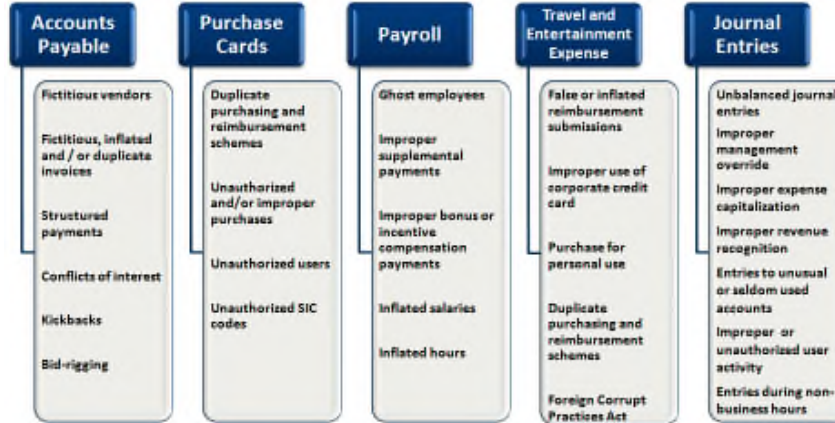 Accounts
Payable
Fictitious vendors
Fictitious, inflated
and / or duplicate
invoices
Structured
payments
Conflicts of interest
Kickbacks
Bid-rigging
Purchase
Cards
Duplicate
purchasing and
reimbursement
schemes
Unauthorized
and/or improper
purchases
Unauthorized users
Unauthorized SIC
codes
Payroll
Ghost employees
Improper
supplemental
payments
Improper bonus or
incentive
compensation
payments
Inflated salaries
Inflated hours
Travel and
Entertainment
Expense
False or inflated
reimbursement
submissions
Improper use of
corporate credit
card
Purchase for
personal use
Duplicate
purchasing and
reimbursement
schemes
Foreign Corrupt
Practices Act
Journal
Entries
Unbalanced journal
entries
Improper
management
override
Improper expense
capitalization
Improper revenue
recognition
Entries to unusual
or seldom used
accounts
Improper or
unauthorized user
activity
Entries during non-
business hours